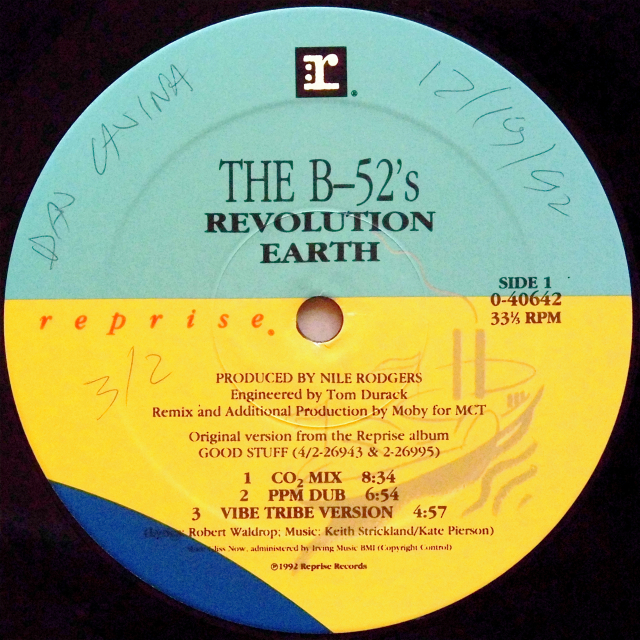 r
DAN CAVINA
12/19/92
THE B–52's
REVOLUTION
EARTH
SIDE 1
0-40642
33⅓ RPM
reprise
3/2
PRODUCED BY NILE RODGERS
Engineered by Tom Durack
Remix and Additional Production by Moby for MCT
Original version from the Reprise album
GOOD STUFF (4/2-26943 & 2-26995)
1 CO₂ MIX 8:34
2 PPM DUB 6:54
3 VIBE TRIBE VERSION 4:57
Robert Waldrop; Music: Keith Strickland/Kate Pierson)
Now, administered by Irving Music BMI (Copyright Control)
℗1992 Reprise Records